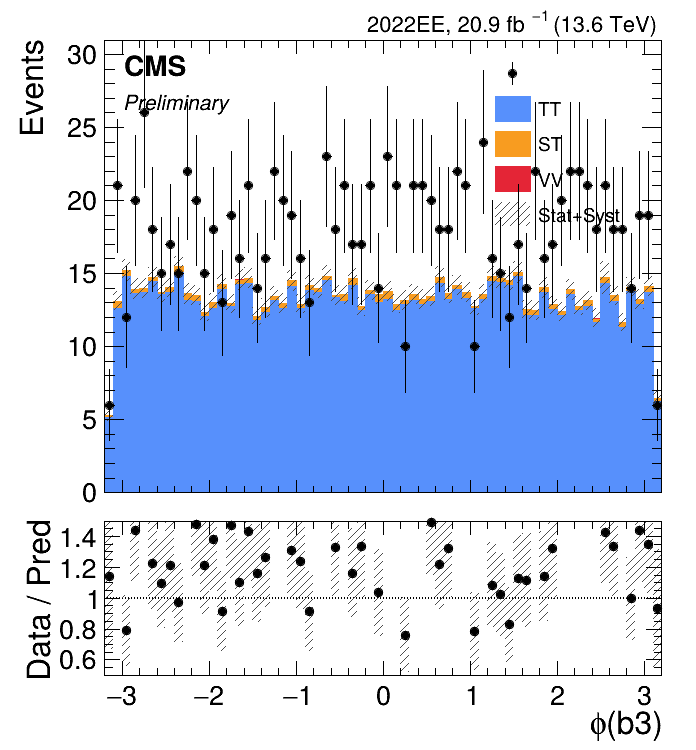 2022EE, 20.9 fb⁻¹ (13.6 TeV)
Events
CMS
Preliminary
TT
ST
VV
Stat+Syst
30
25
20
15
10
5
0
Data / Pred
1.4
1.2
1
0.8
0.6
−3 −2 −1 0 1 2 3
ϕ(b3)